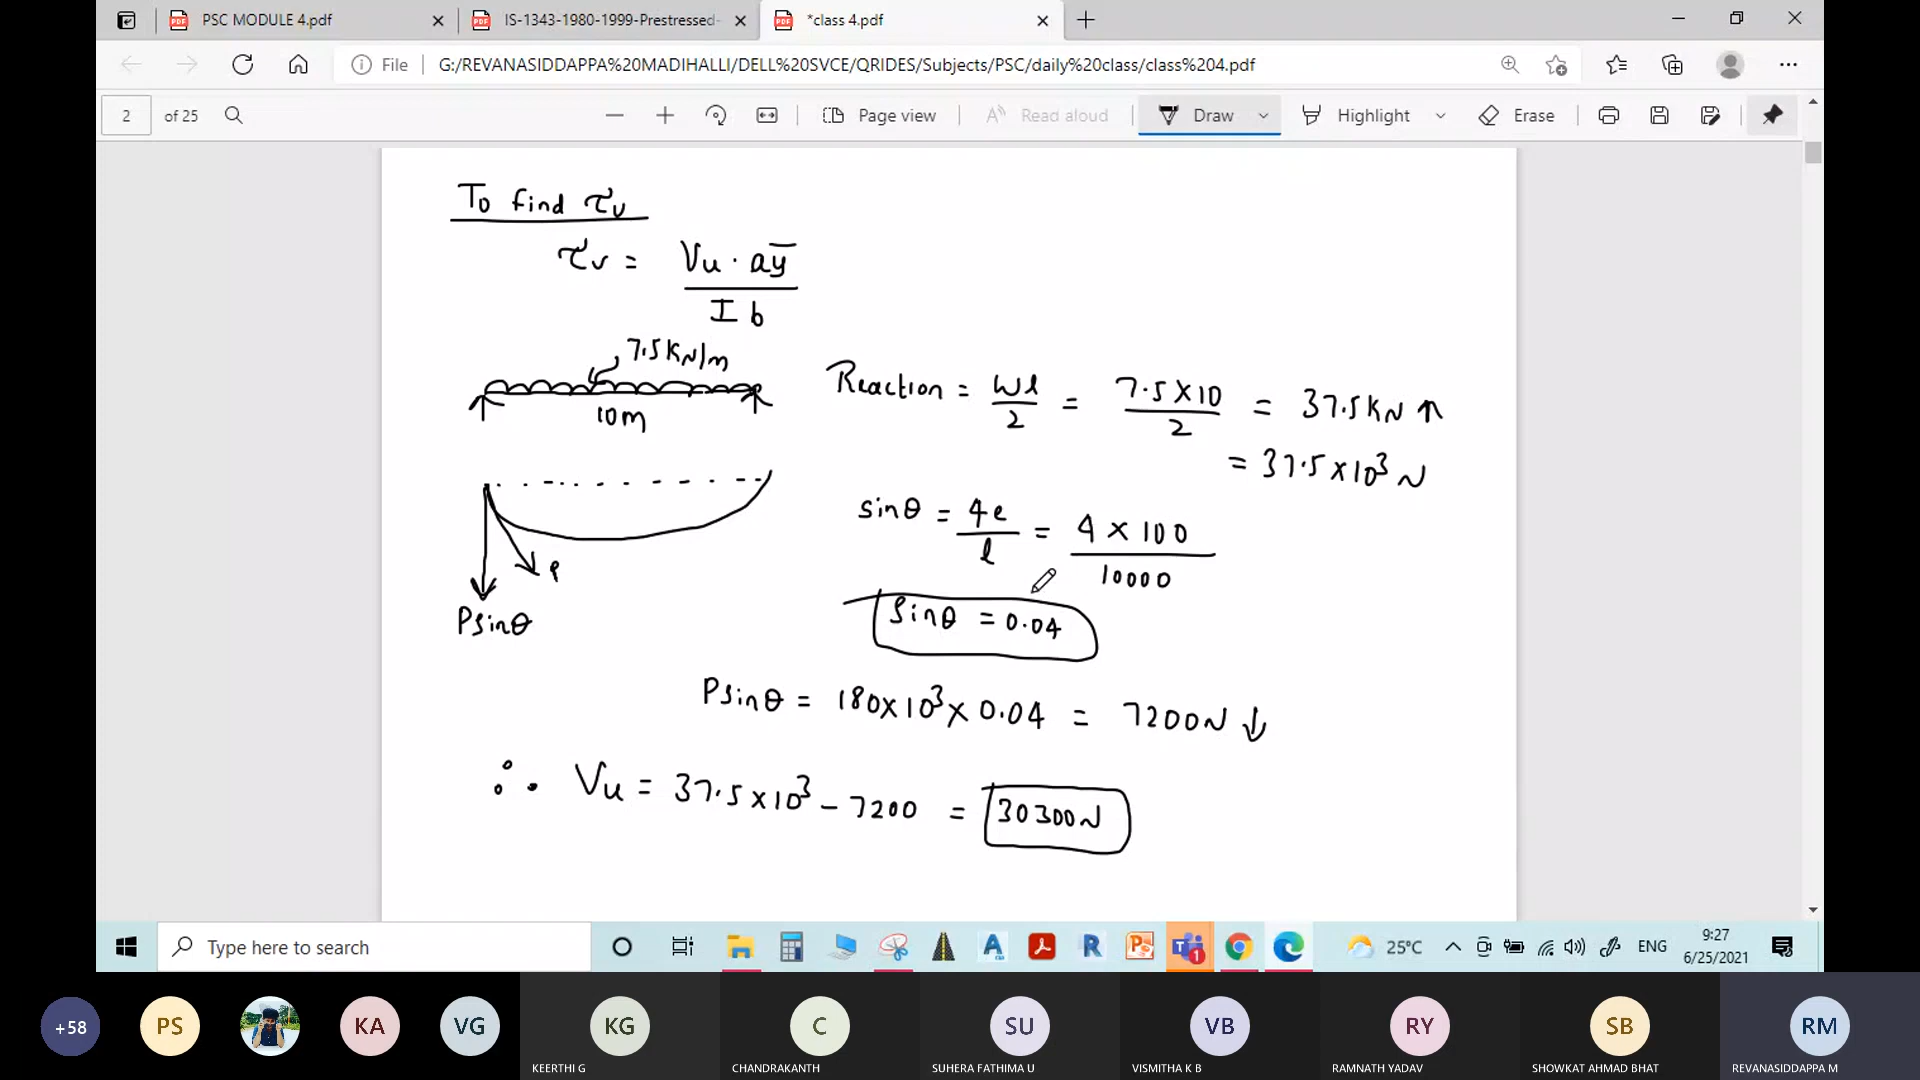 PSC MODULE 4.pdf
IS-1343-1980-1999-Prestressed-
*class 4.pdf
File
G:/REVANASIDDAPPA%20MADIHALLI/DELL%20SVCE/QRIDES/Subjects/PSC/daily%20class/class%204.pdf
2 of 25
Page view
Read aloud
Draw
Highlight
Erase
To find τv
τv = Vu · aȳ / I b
7.5 KN/m
10m
Reaction = Wl/2 = 7.5×10/2 = 37.5KN ↑
= 37.5×10³ N
sinθ = 4e/l = 4 × 100/10000
P
Psinθ
sinθ = 0.04
Psinθ = 180×10³× 0.04 = 7200N ↓
∴ Vu = 37.5×10³ - 7200 = 30300N
Type here to search
25°C
ENG
9:27
6/25/2021
+58
PS
KA
VG
KG
C
SU
VB
RY
SB
RM
KEERTHI G
CHANDRAKANTH
SUHERA FATHIMA U
VISMITHA K B
RAMNATH YADAV
SHOWKAT AHMAD BHAT
REVANASIDDAPPA M